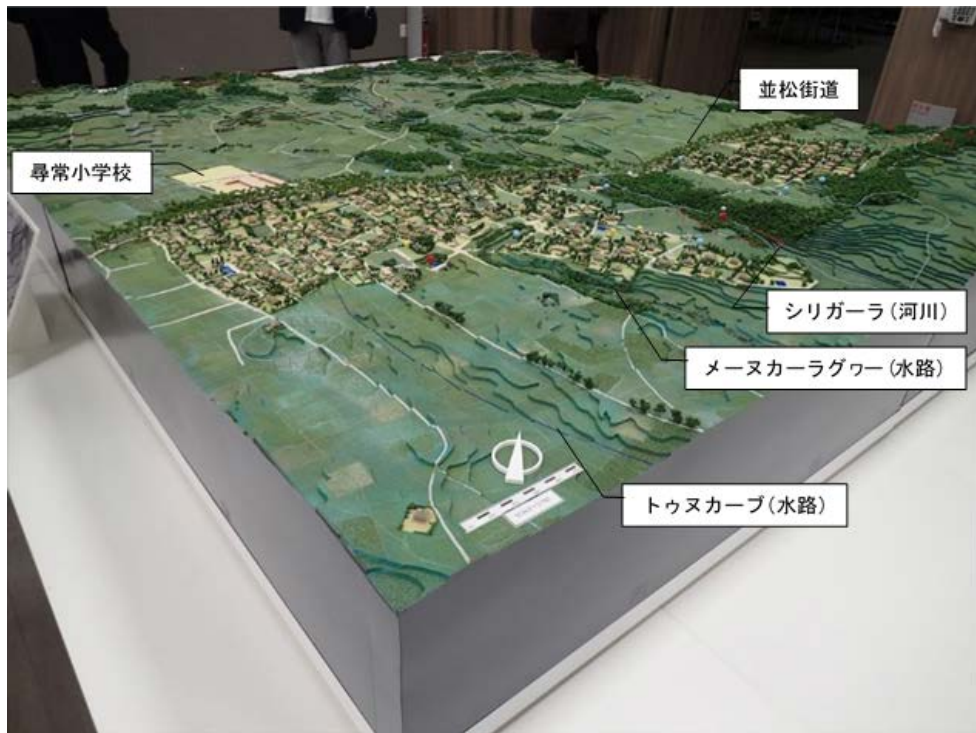 並松街道
尋常小学校
シリガーラ（河川）
メーヌカーラグヮー（水路）
トゥヌカーブ（水路）